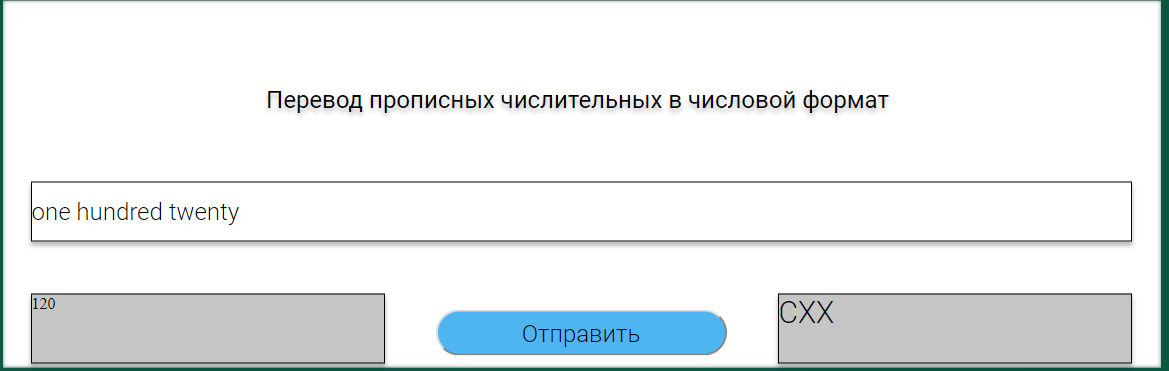 Перевод прописных числительных в числовой формат
one hundred twenty
120
Отправить
CXX